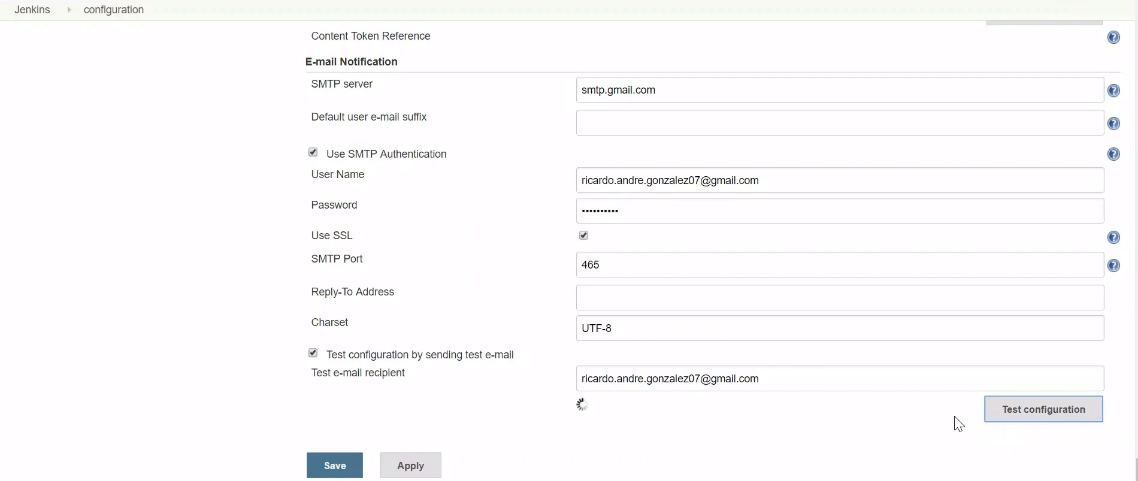 Jenkins configuration
Content Token Reference
E-mail Notification
SMTP server smtp.gmail.com
Default user e-mail suffix
Use SMTP Authentication
User Name ricardo.andre.gonzalez07@gmail.com
Password ••••••••••
Use SSL
SMTP Port 465
Reply-To Address
Charset UTF-8
Test configuration by sending test e-mail
Test e-mail recipient ricardo.andre.gonzalez07@gmail.com
Test configuration
Save Apply